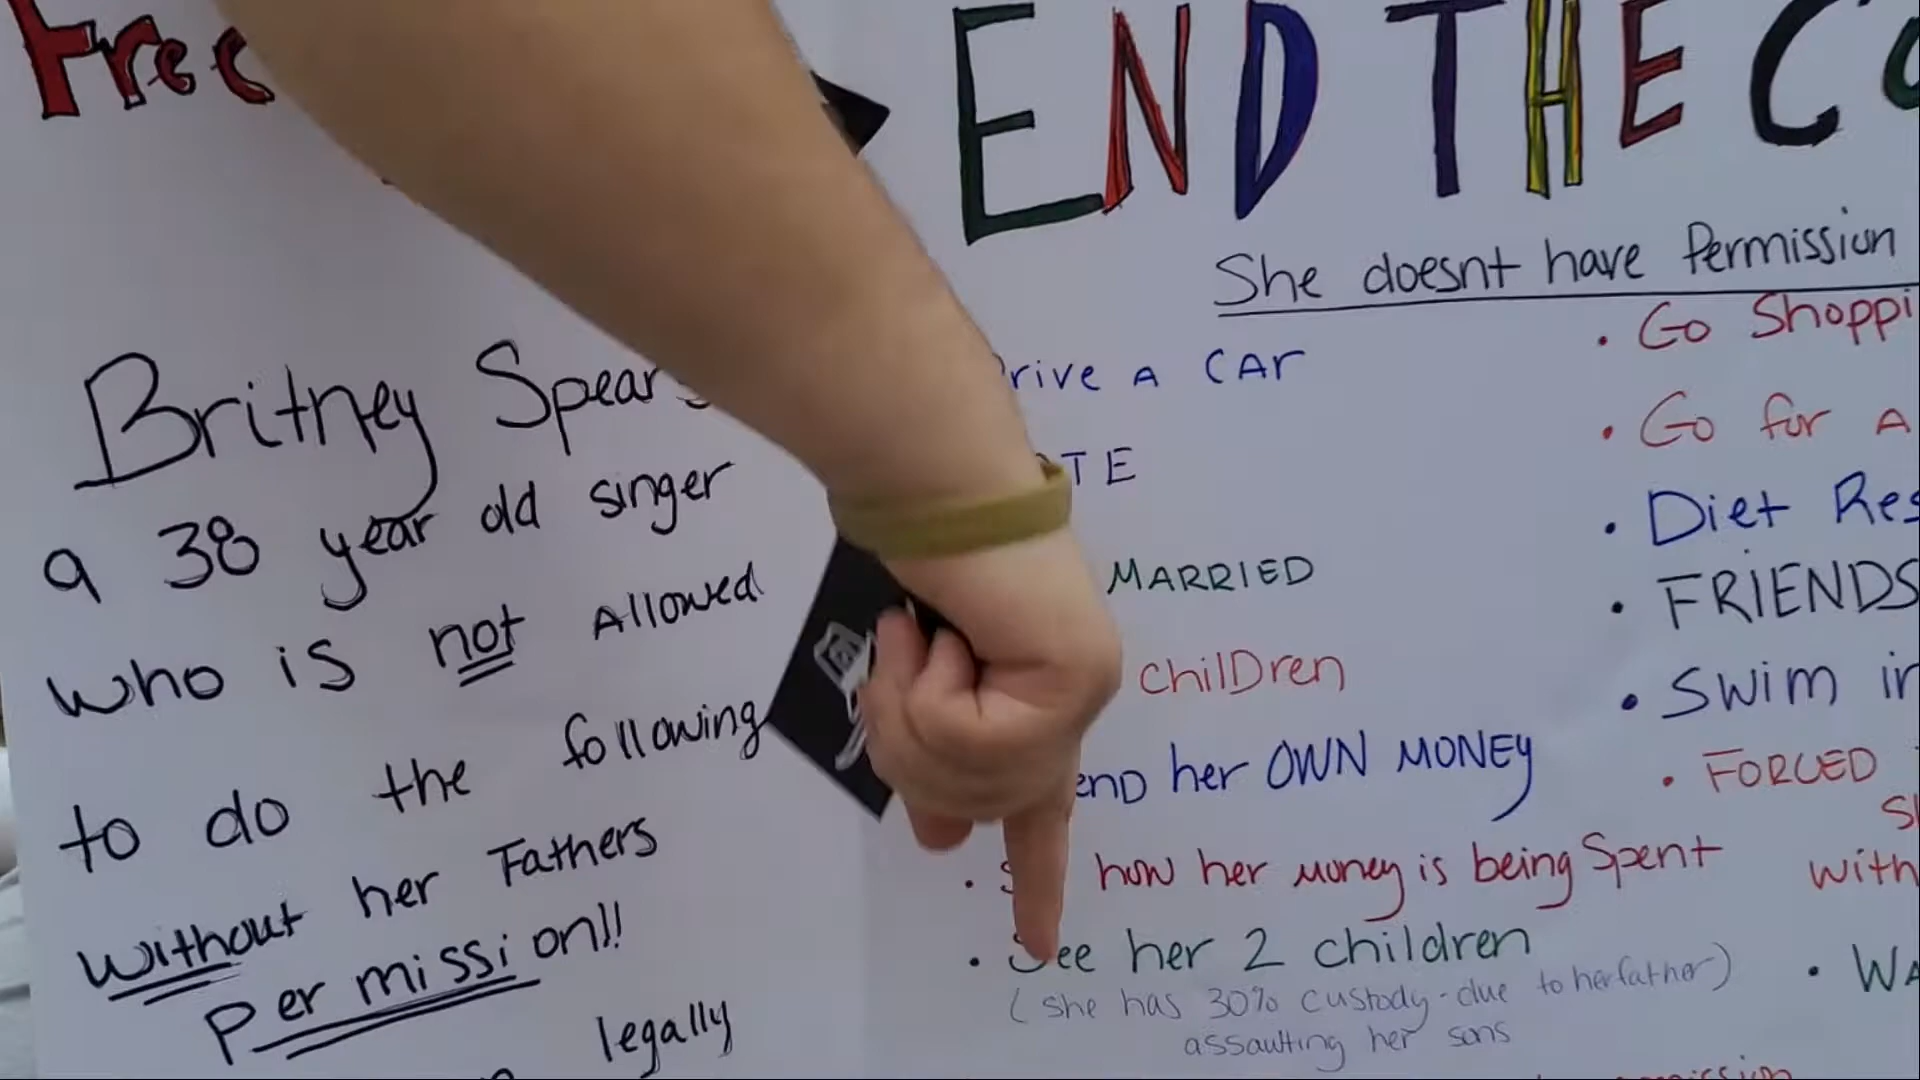 Free
Britney Spears
a 38 year old singer
who is not allowed
to do the following
without her Fathers
Permission!!
legally
END THE CO
She doesnt have Permission
rive a car
TE
MARRIED
chilDren
end her OWN MONEY
how her money is being Spent
See her 2 children
(she has 30% custody-due to her father)
assaulting her sons
Go Shoppi
Go for a
Diet Res
FRIENDS
Swim in
FORCED
with
WA